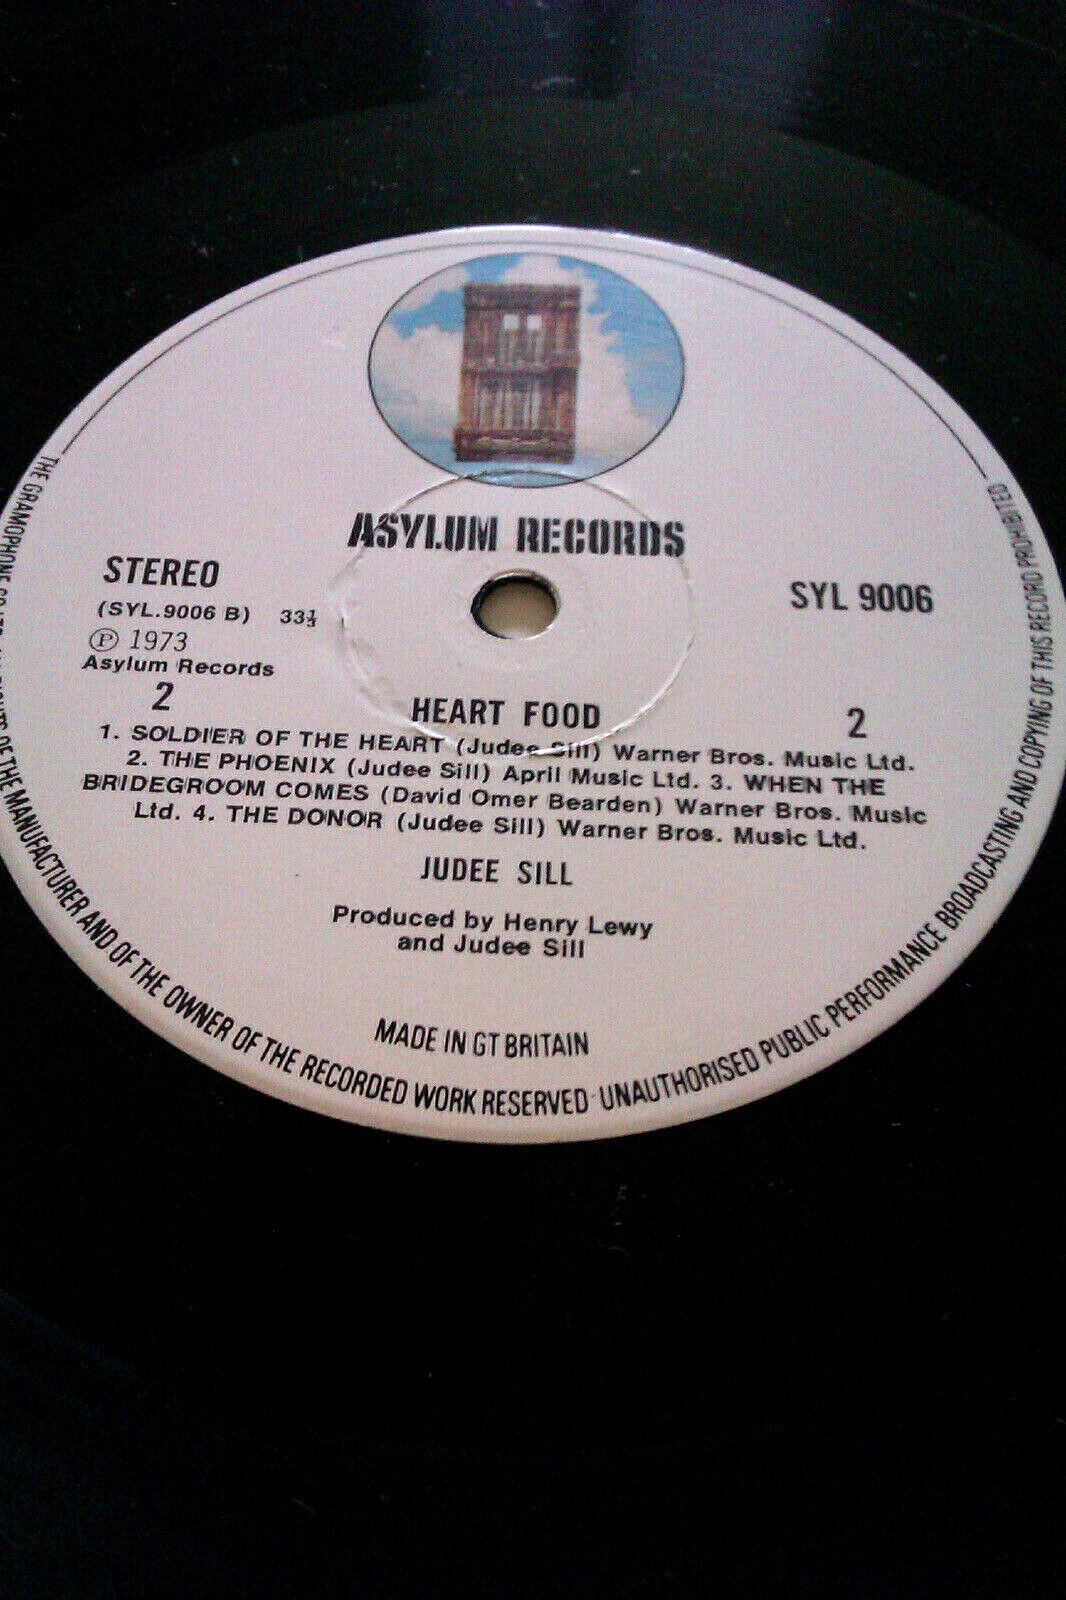 ASYLUM RECORDS
STEREO
SYL 9006
(SYL.9006 B) 33⅓
Ⓟ 1973
Asylum Records
2
HEART FOOD
2
1. SOLDIER OF THE HEART (Judee Sill) Warner Bros. Music Ltd.
2. THE PHOENIX (Judee Sill) April Music Ltd. 3. WHEN THE
BRIDEGROOM COMES (David Omer Bearden) Warner Bros. Music
Ltd. 4. THE DONOR (Judee Sill) Warner Bros. Music Ltd.
JUDEE SILL
Produced by Henry Lewy
and Judee Sill
MADE IN GT BRITAIN
THE GRAMOPHONE CO OF THE MANUFACTURER AND OF THE OWNER OF THE RECORDED WORK RESERVED · UNAUTHORISED PUBLIC PERFORMANCE BROADCASTING AND COPYING OF THIS RECORD PROHIBITED